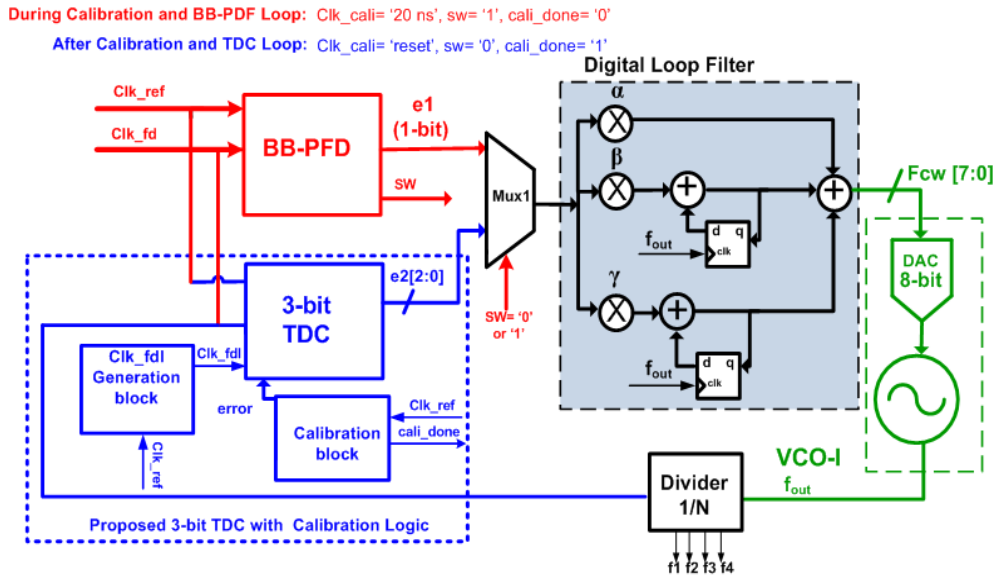 During Calibration and BB-PDF Loop: Clk_cali= ‘20 ns’, sw= ‘1’, cali_done= ‘0’
After Calibration and TDC Loop: Clk_cali= ‘reset’, sw= ‘0’, cali_done= ‘1’
Digital Loop Filter
Clk_ref
Clk_fd
BB-PFD
e1
(1-bit)
SW
Mux1
SW= ‘0’
or ‘1’
α
X
β
X
+
d q
clk
fout
γ
X
+
d q
clk
fout
+
Fcw [7:0]
DAC
8-bit
VCO-I
fout
Divider
1/N
f1 f2 f3 f4
3-bit
TDC
e2[2:0]
Clk_fdl
Generation
block
Clk_fdl
Clk_ref
error
Calibration
block
Clk_ref
cali_done
Proposed 3-bit TDC with Calibration Logic